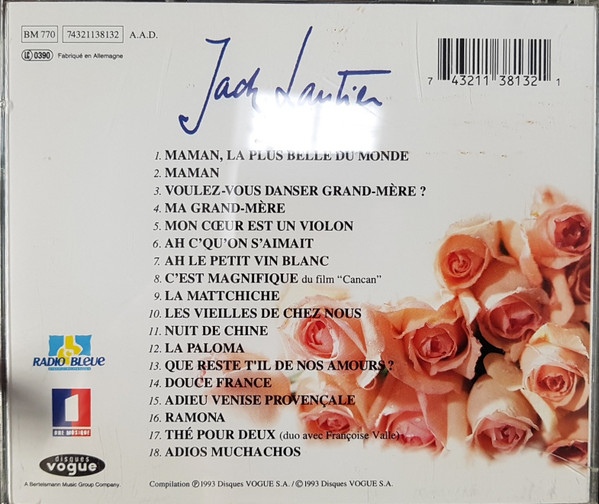 BM 770 74321138132 A.A.D.
LC 0390 Fabriqué en Allemagne
Jack Lantier
7 43211 38132 1
1. MAMAN, LA PLUS BELLE DU MONDE
2. MAMAN
3. VOULEZ-VOUS DANSER GRAND-MÈRE ?
4. MA GRAND-MÈRE
5. MON CŒUR EST UN VIOLON
6. AH C'QU'ON S'AIMAIT
7. AH LE PETIT VIN BLANC
8. C'EST MAGNIFIQUE du film “Cancan”
9. LA MATTCHICHE
10. LES VIEILLES DE CHEZ NOUS
11. NUIT DE CHINE
12. LA PALOMA
13. QUE RESTE T'IL DE NOS AMOURS ?
14. DOUCE FRANCE
15. ADIEU VENISE PROVENÇALE
16. RAMONA
17. THÉ POUR DEUX (duo avec Françoise Valle)
18. ADIOS MUCHACHOS
RADIO BLEUE
1
UNE MUSIQUE
disques
vogue
A Bertelsmann Music Group Company.
Compilation ℗ 1993 Disques VOGUE S.A. / © 1993 Disques VOGUE S.A.